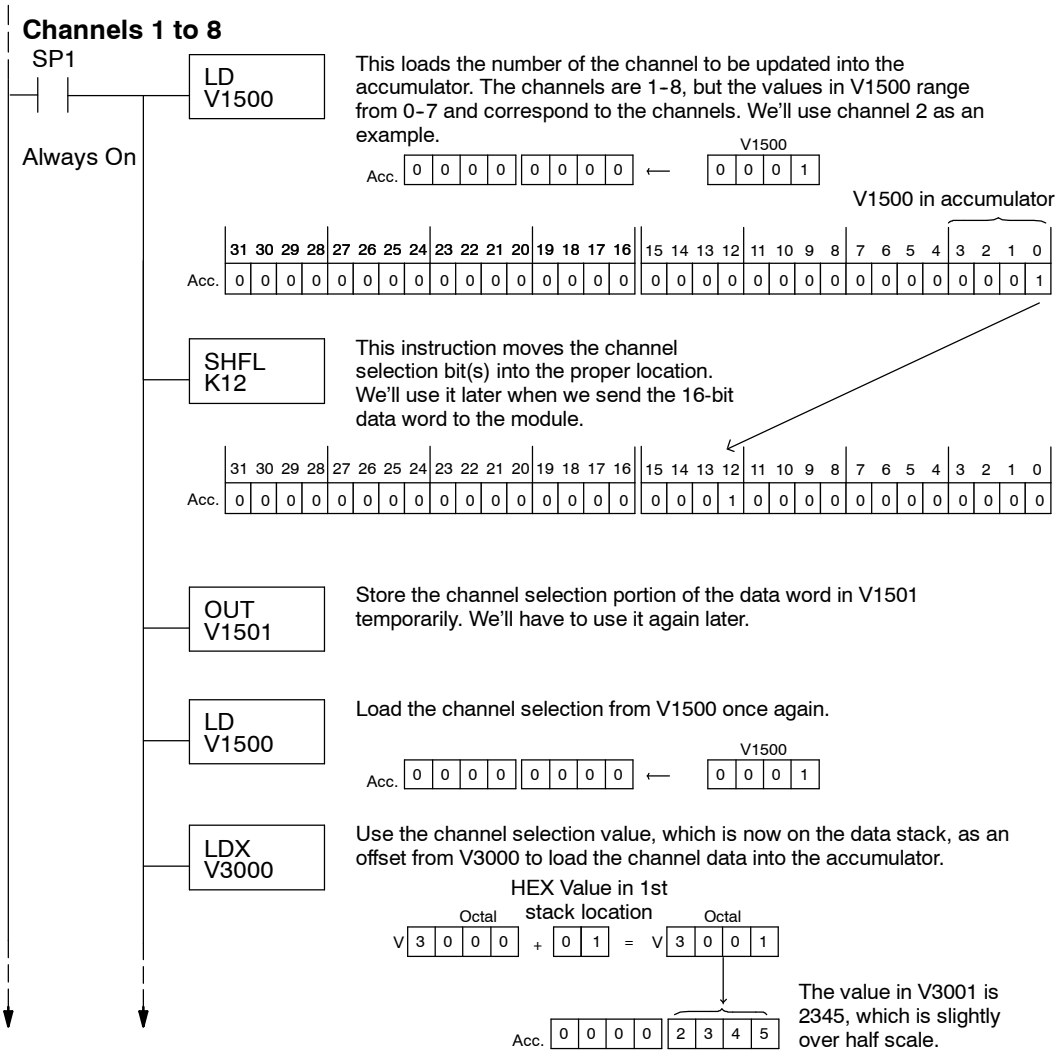 Channels 1 to 8
SP1
Always On
LD
V1500
This loads the number of the channel to be updated into the
accumulator. The channels are 1-8, but the values in V1500 range
from 0-7 and correspond to the channels. We'll use channel 2 as an
example.
V1500
Acc. 0 0 0 0 0 0 0 0 ← 0 0 0 1
V1500 in accumulator
31 30 29 28 27 26 25 24 23 22 21 20 19 18 17 16 15 14 13 12 11 10 9 8 7 6 5 4 3 2 1 0
Acc. 0 0 0 0 0 0 0 0 0 0 0 0 0 0 0 0 0 0 0 0 0 0 0 0 0 0 0 0 0 0 0 1
SHFL
K12
This instruction moves the channel
selection bit(s) into the proper location.
We'll use it later when we send the 16-bit
data word to the module.
31 30 29 28 27 26 25 24 23 22 21 20 19 18 17 16 15 14 13 12 11 10 9 8 7 6 5 4 3 2 1 0
Acc. 0 0 0 0 0 0 0 0 0 0 0 0 0 0 0 0 0 0 0 1 0 0 0 0 0 0 0 0 0 0 0 0
OUT
V1501
Store the channel selection portion of the data word in V1501
temporarily. We'll have to use it again later.
LD
V1500
Load the channel selection from V1500 once again.
V1500
Acc. 0 0 0 0 0 0 0 0 ← 0 0 0 1
LDX
V3000
Use the channel selection value, which is now on the data stack, as an
offset from V3000 to load the channel data into the accumulator.
HEX Value in 1st
stack location
Octal Octal
V 3 0 0 0 + 0 1 = V 3 0 0 1
The value in V3001 is
2345, which is slightly
over half scale.
Acc. 0 0 0 0 2 3 4 5